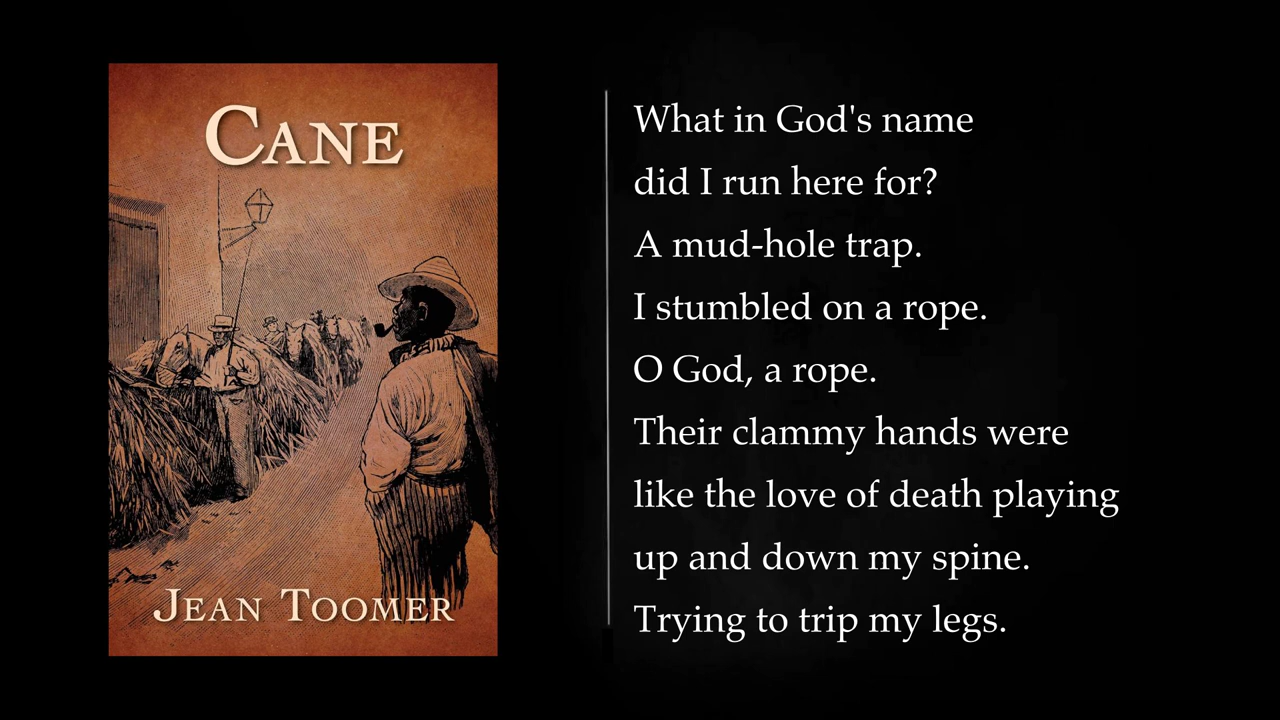 CANE
JEAN TOOMER
What in God's name
did I run here for?
A mud-hole trap.
I stumbled on a rope.
O God, a rope.
Their clammy hands were
like the love of death playing
up and down my spine.
Trying to trip my legs.